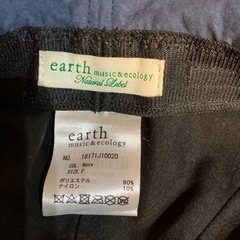 earth
music&ecology
Natural Label
earth
music&ecology
NO. 18171J10020
COL. Navy
SIZE F
ポリエステル 90%
ナイロン 10%